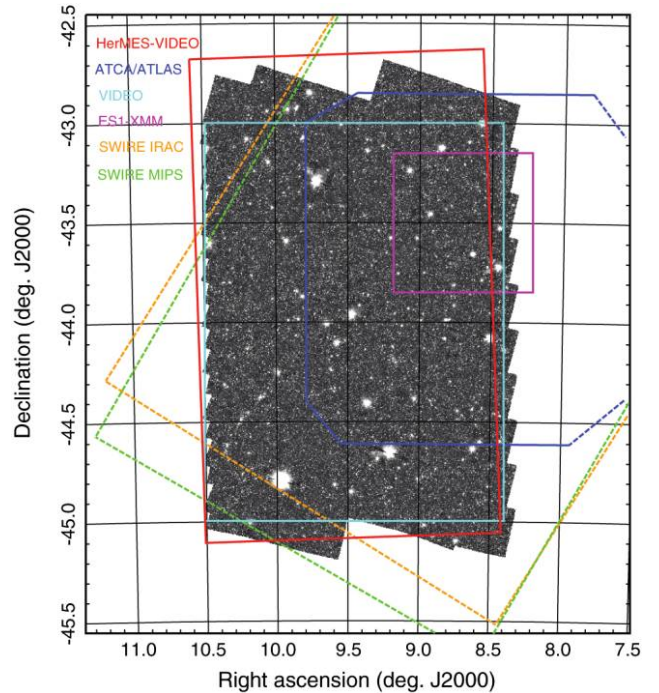 -42.5
HerMES-VIDEO
ATCA/ATLAS
VIDEO
ES1-XMM
SWIRE IRAC
SWIRE MIPS
-43.0
-43.5
-44.0
-44.5
-45.0
-45.5
Declination (deg. J2000)
11.0 10.5 10.0 9.5 9.0 8.5 8.0 7.5
Right ascension (deg. J2000)